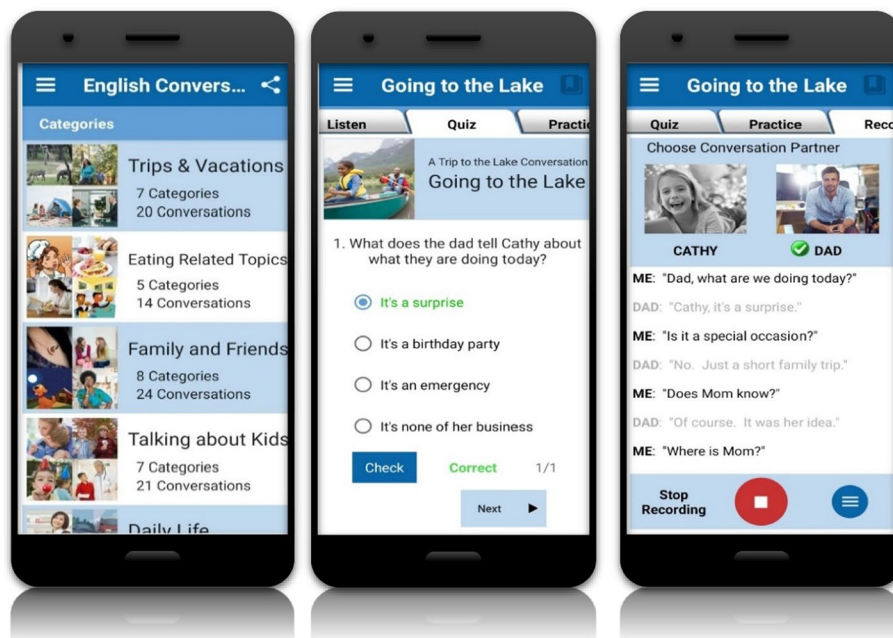 English Convers...
Categories
Trips & Vacations
7 Categories
20 Conversations
Eating Related Topics
5 Categories
14 Conversations
Family and Friends
8 Categories
24 Conversations
Talking about Kids
7 Categories
21 Conversations
Daily Life
Going to the Lake
Listen
Quiz
Practic
A Trip to the Lake Conversation
Going to the Lake
1. What does the dad tell Cathy about
what they are doing today?
It's a surprise
It's a birthday party
It's an emergency
It's none of her business
Check
Correct
1/1
Next
Going to the Lake
Quiz
Practice
Reco
Choose Conversation Partner
CATHY
DAD
ME: "Dad, what are we doing today?"
DAD: "Cathy, it's a surprise."
ME: "Is it a special occasion?"
DAD: "No. Just a short family trip."
ME: "Does Mom know?"
DAD: "Of course. It was her idea."
ME: "Where is Mom?"
Stop
Recording